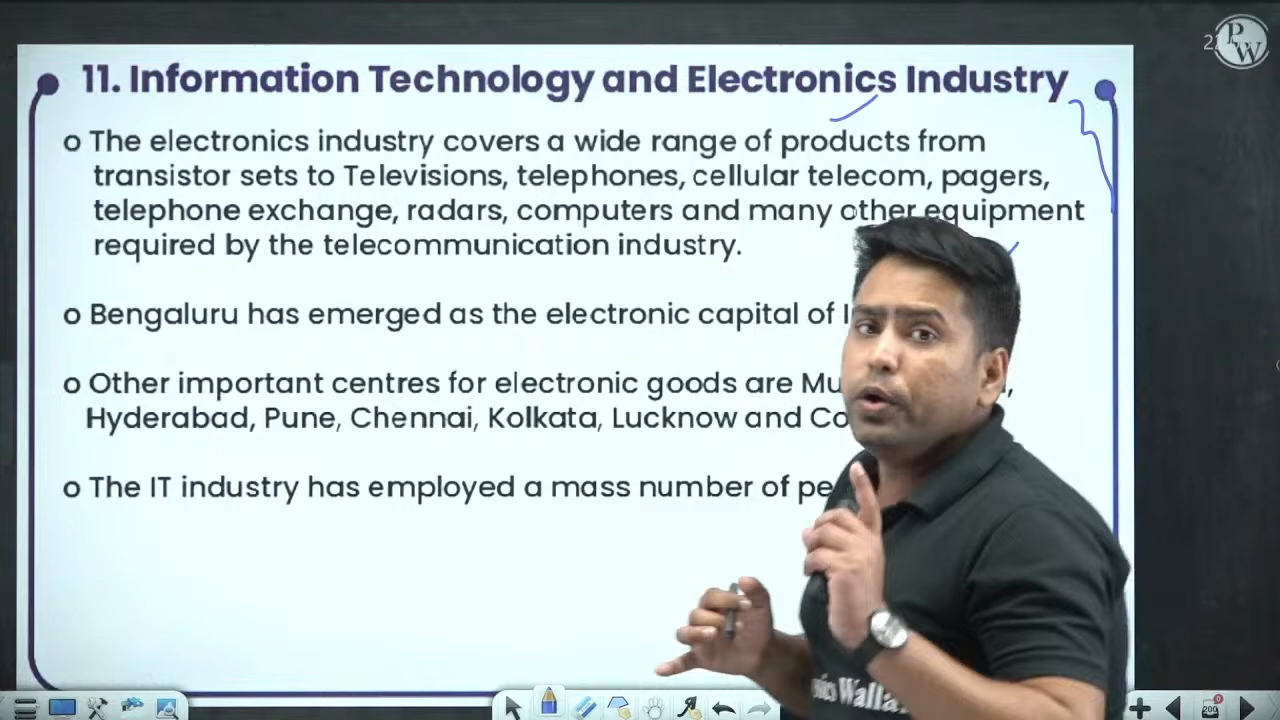 PW
11. Information Technology and Electronics Industry
o The electronics industry covers a wide range of products from
transistor sets to Televisions, telephones, cellular telecom, pagers,
telephone exchange, radars, computers and many other equipment
required by the telecommunication industry.
o Bengaluru has emerged as the electronic capital of
o Other important centres for electronic goods are
Hyderabad, Pune, Chennai, Kolkata, Lucknow and
o The IT industry has employed a mass number of
209